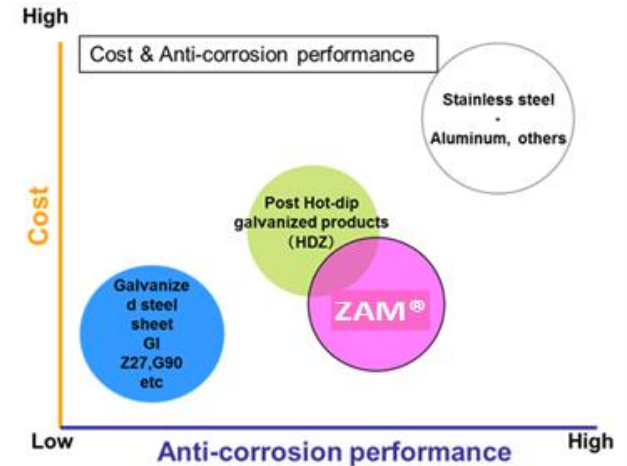 High
Cost & Anti-corrosion performance
Stainless steel
-
Aluminum, others
Cost
Post Hot-dip
galvanized products
(HDZ)
Galvanize
d steel
sheet
GI
Z27,G90
etc
ZAM®
Low
Anti-corrosion performance
High